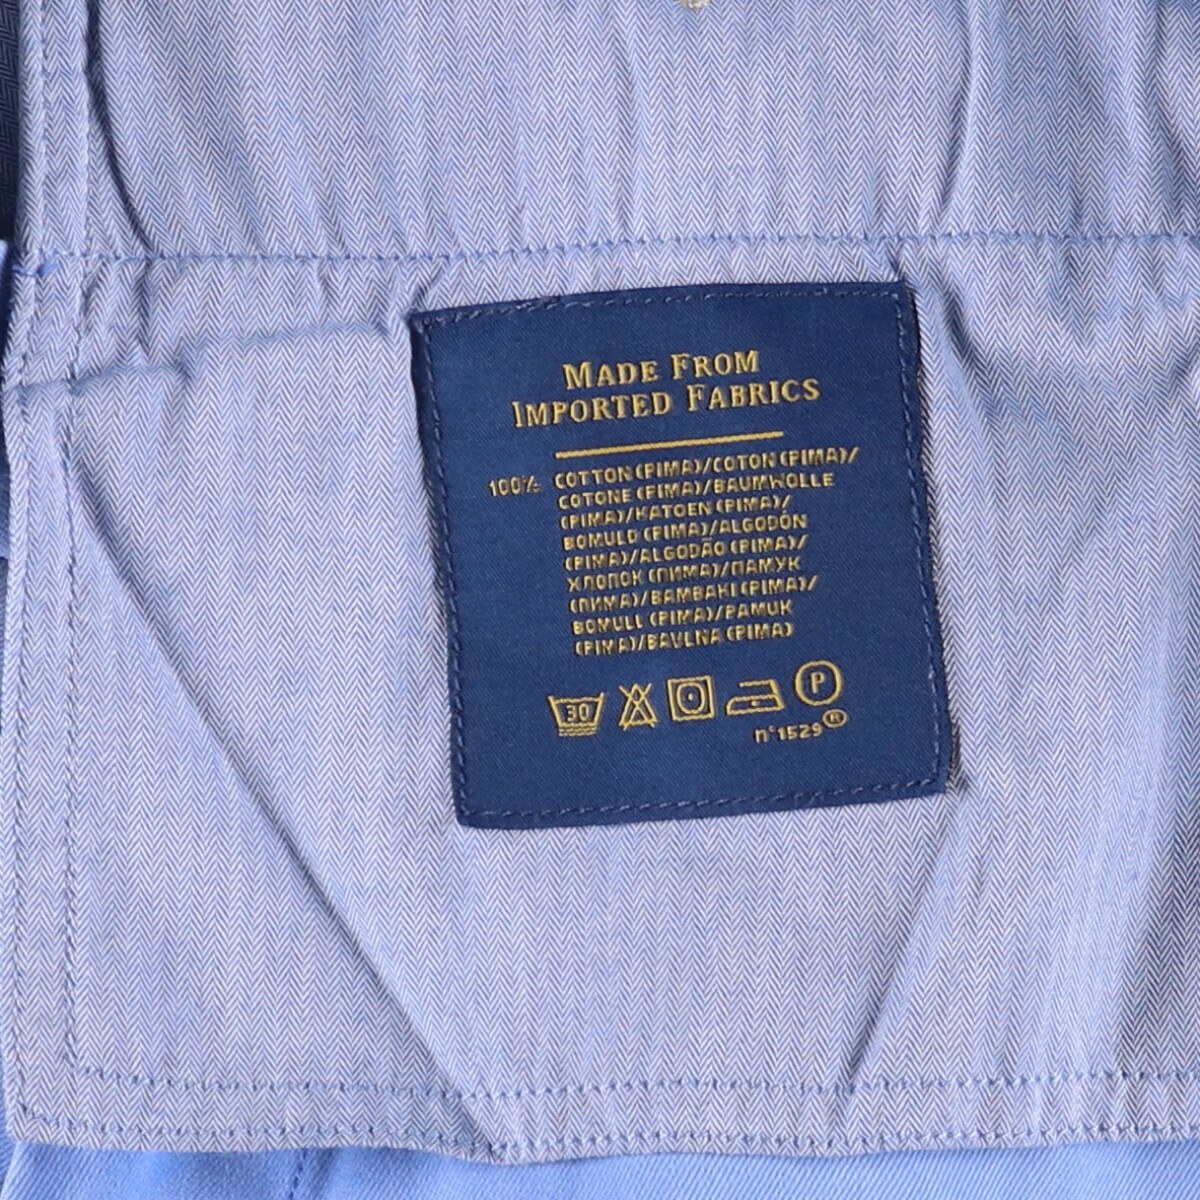 MADE FROM
IMPORTED FABRICS
100% COTTON (PIMA)/COTON (PIMA)/
COTONE (PIMA)/BAUMWOLLE
(PIMA)/KATOEN (PIMA)/
BOMULD (PIMA)/ALGODÓN
(PIMA)/ALGODÃO (PIMA)/
ХЛОПОК (ПИМА)/ПАМУК
(ПИМА)/BAMBAKI (PIMA)/
BOMULL (PIMA)/PAMUK
(PIMA)/BAVLNA (PIMA)
30
P
n°1529®